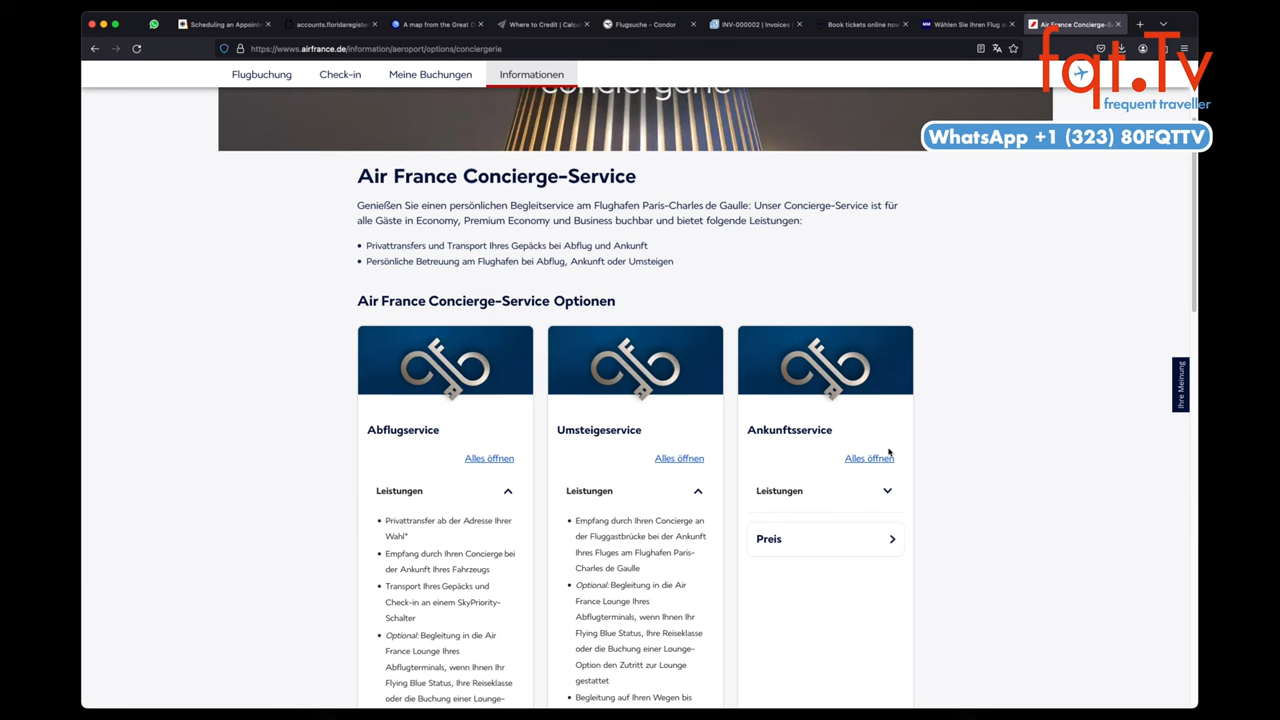 Scheduling an Appoint
accounts.floridaregister
A map from the Great C
Where to Credit | Calcu
Flugsuche - Condor
INV-000002 | Invoices |
Book tickets online now
Wählen Sie Ihren Flug a
Air France Concierge-S
https://wwws.airfrance.de/information/aeroport/options/conciergerie
fqt.Tv
frequent traveller
WhatsApp +1 (323) 80FQTTV
Flugbuchung
Check-in
Meine Buchungen
Informationen
conciergerie
Air France Concierge-Service
Genießen Sie einen persönlichen Begleitservice am Flughafen Paris-Charles de Gaulle: Unser Concierge-Service ist für
alle Gäste in Economy, Premium Economy und Business buchbar und bietet folgende Leistungen:
• Privattransfers und Transport Ihres Gepäcks bei Abflug und Ankunft
• Persönliche Betreuung am Flughafen bei Abflug, Ankunft oder Umsteigen
Air France Concierge-Service Optionen
Abflugservice
Alles öffnen
Leistungen
• Privattransfer ab der Adresse Ihrer
Wahl*
• Empfang durch Ihren Concierge bei
der Ankunft Ihres Fahrzeugs
• Transport Ihres Gepäcks und
Check-in an einem SkyPriority-
Schalter
• Optional: Begleitung in die Air
France Lounge Ihres
Abflugterminals, wenn Ihnen Ihr
Flying Blue Status, Ihre Reiseklasse
oder die Buchung einer Lounge-
Umsteigeservice
Alles öffnen
Leistungen
• Empfang durch Ihren Concierge an
der Fluggastbrücke bei der Ankunft
Ihres Fluges am Flughafen Paris-
Charles de Gaulle
• Optional: Begleitung in die Air
France Lounge Ihres
Abflugterminals, wenn Ihnen Ihr
Flying Blue Status, Ihre Reiseklasse
oder die Buchung einer Lounge-
Option den Zutritt zur Lounge
gestattet
• Begleitung auf Ihren Wegen bis
Ankunftsservice
Alles öffnen
Leistungen
Preis
Ihre Meinung